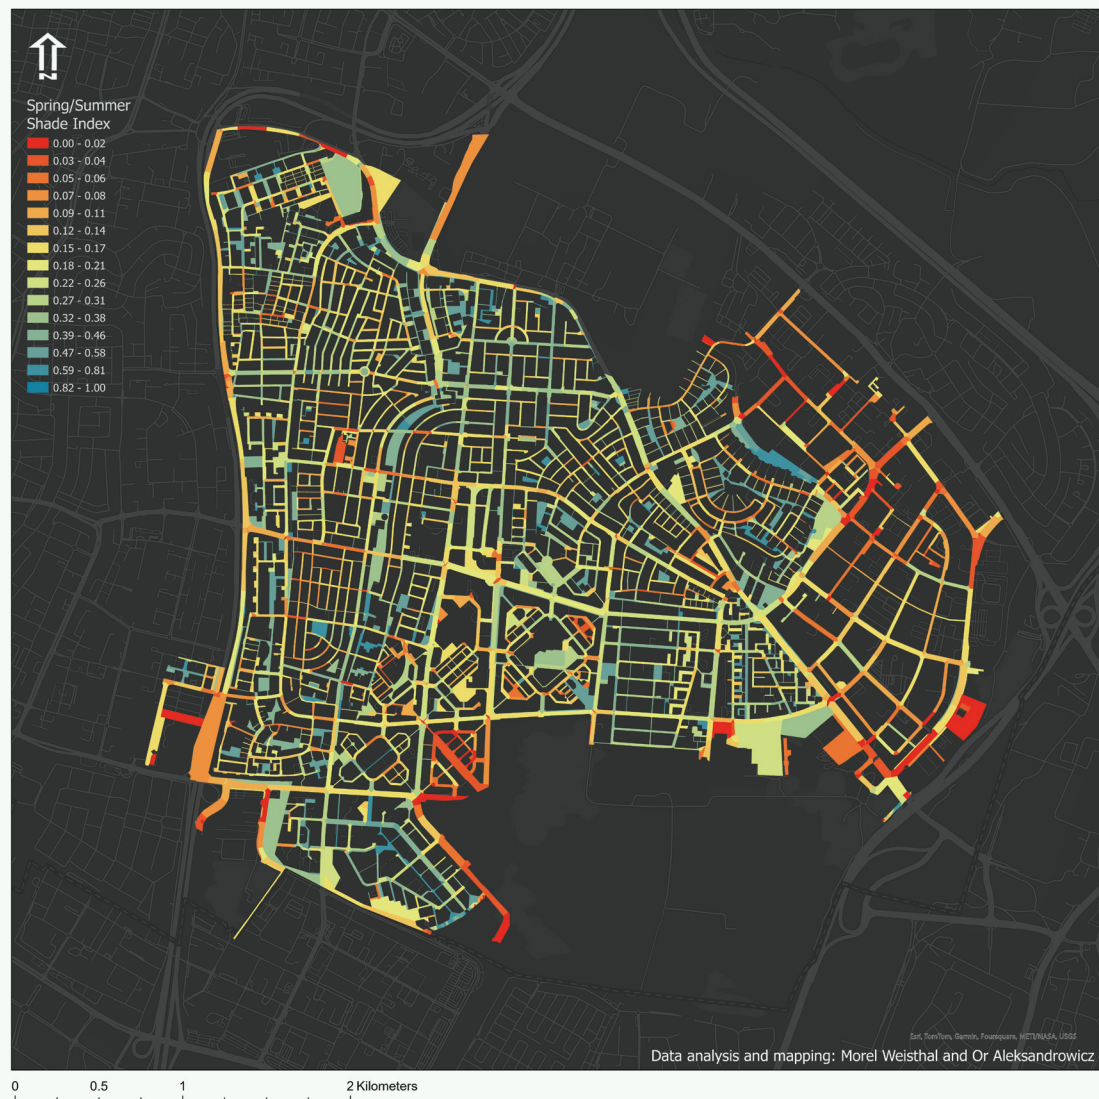 N
Spring/Summer
Shade Index
0.00 - 0.02
0.03 - 0.04
0.05 - 0.06
0.07 - 0.08
0.09 - 0.11
0.12 - 0.14
0.15 - 0.17
0.18 - 0.21
0.22 - 0.26
0.27 - 0.31
0.32 - 0.38
0.39 - 0.46
0.47 - 0.58
0.59 - 0.81
0.82 - 1.00
Esri, TomTom, Garmin, Foursquare, METI/NASA, USGS
Data analysis and mapping: Morel Weisthal and Or Aleksandrowicz
0 0.5 1 2 Kilometers